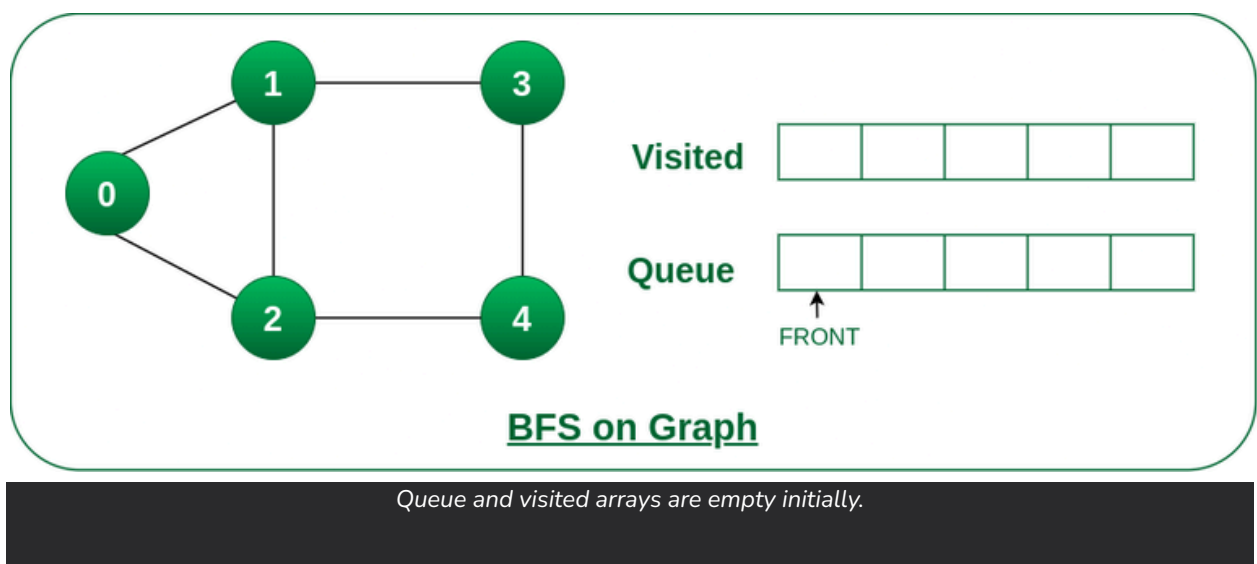 1
3
0
Visited
Queue
2
4
FRONT
BFS on Graph
Queue and visited arrays are empty initially.